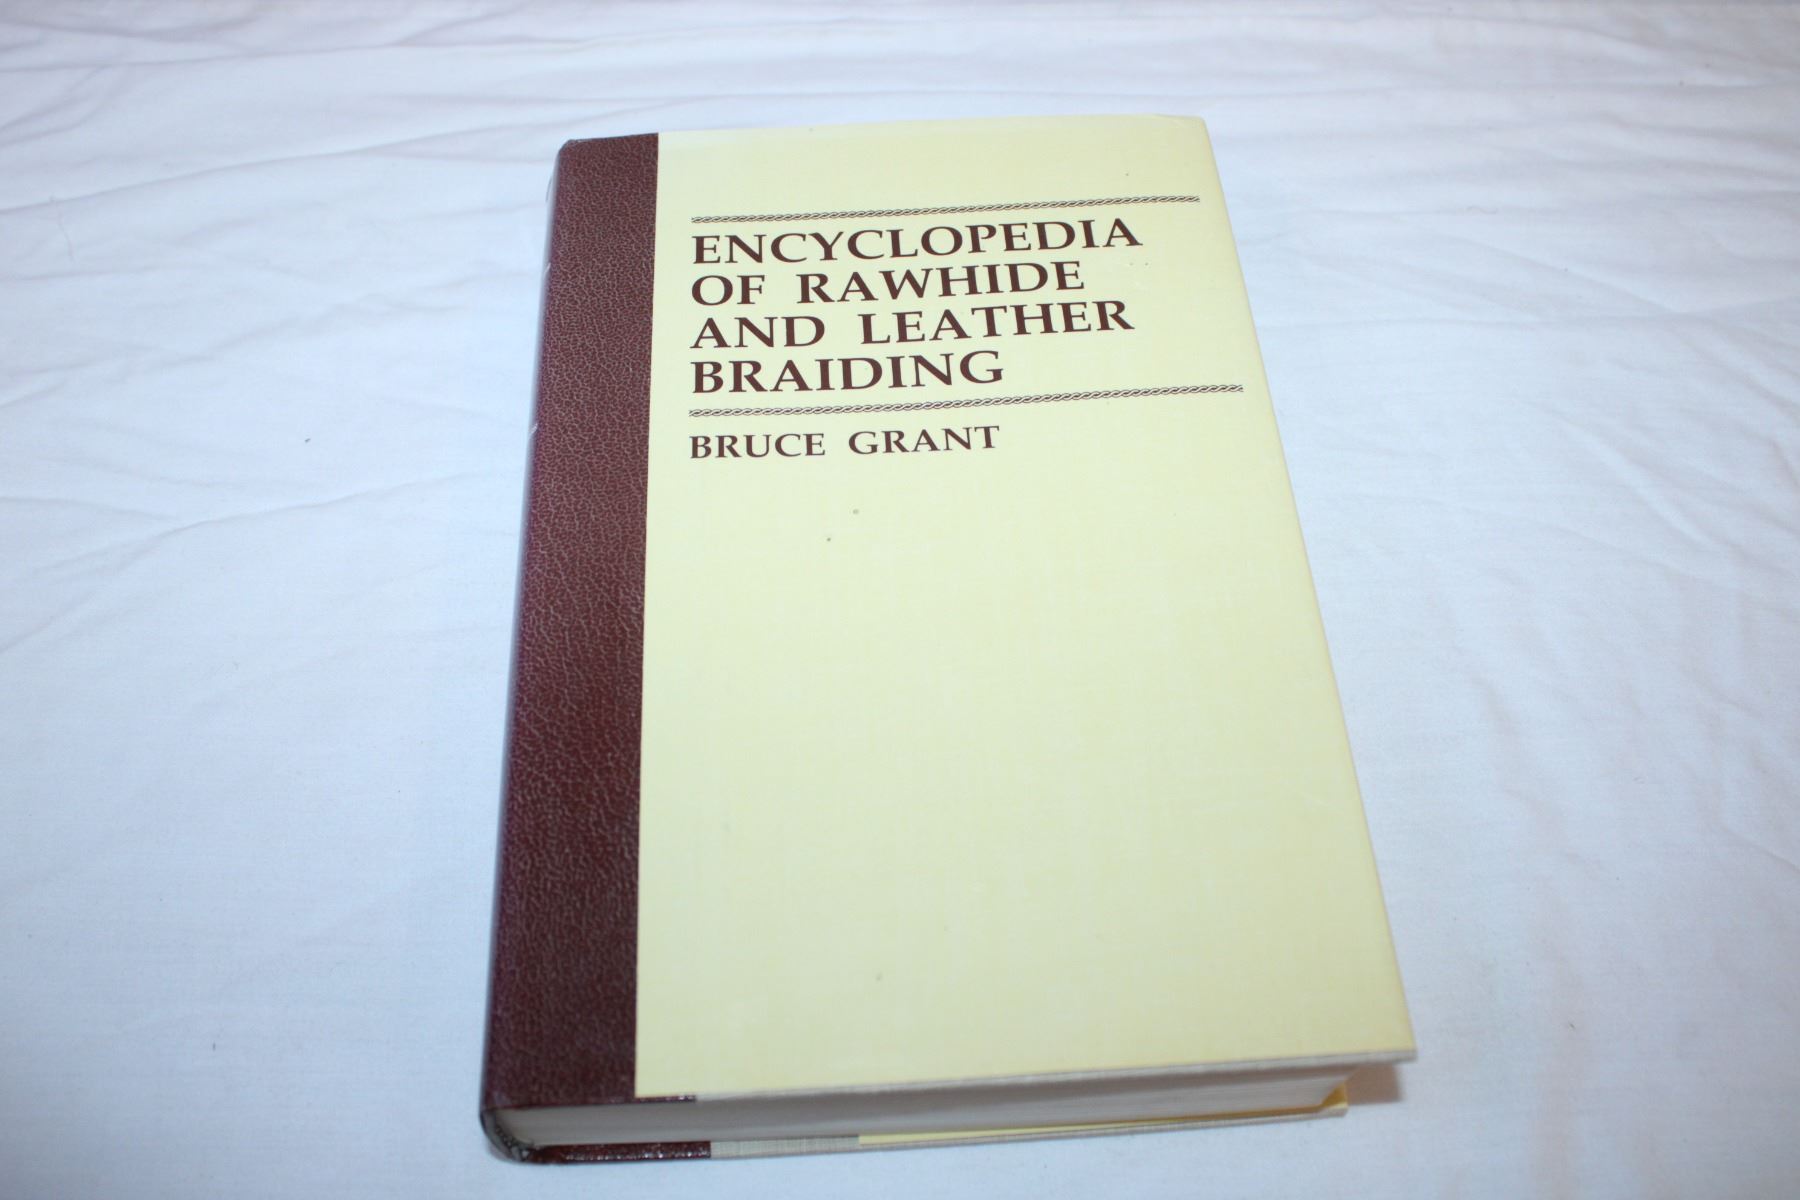 ENCYCLOPEDIA
OF RAWHIDE
AND LEATHER
BRAIDING
BRUCE GRANT